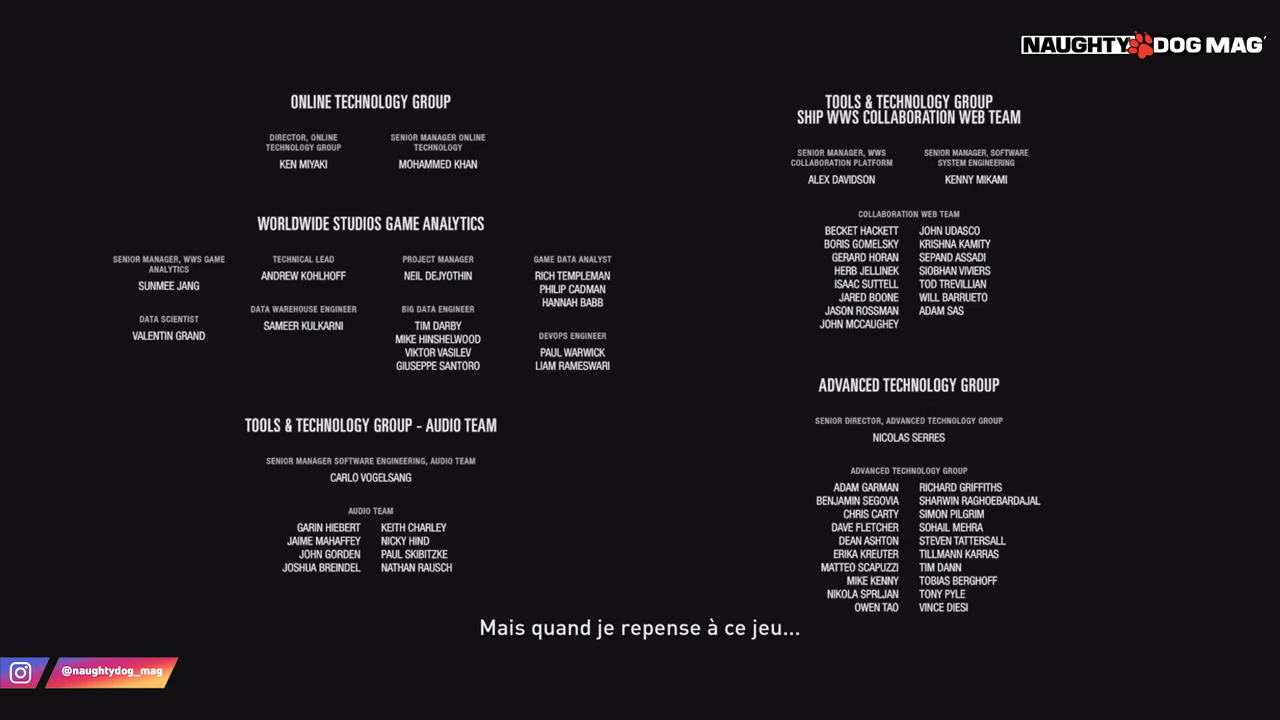 NAUGHTY DOG MAG'
ONLINE TECHNOLOGY GROUP
DIRECTOR, ONLINE
TECHNOLOGY GROUP
KEN MIYAKI
SENIOR MANAGER ONLINE
TECHNOLOGY
MOHAMMED KHAN
WORLDWIDE STUDIOS GAME ANALYTICS
SENIOR MANAGER, WWS GAME
ANALYTICS
SUNMEE JANG
DATA SCIENTIST
VALENTIN GRAND
TECHNICAL LEAD
ANDREW KOHLHOFF
DATA WAREHOUSE ENGINEER
SAMEER KULKARNI
PROJECT MANAGER
NEIL DEJYOTHIN
BIG DATA ENGINEER
TIM DARBY
MIKE HINSHELWOOD
VIKTOR VASILEV
GIUSEPPE SANTORO
GAME DATA ANALYST
RICH TEMPLEMAN
PHILIP CADMAN
HANNAH BABB
DEVOPS ENGINEER
PAUL WARWICK
LIAM RAMESWARI
TOOLS & TECHNOLOGY GROUP - AUDIO TEAM
SENIOR MANAGER SOFTWARE ENGINEERING, AUDIO TEAM
CARLO VOGELSANG
AUDIO TEAM
GARIN HIEBERT
JAIME MAHAFFEY
JOHN GORDEN
JOSHUA BREINDEL
KEITH CHARLEY
NICKY HIND
PAUL SKIBITZKE
NATHAN RAUSCH
TOOLS & TECHNOLOGY GROUP
SHIP WWS COLLABORATION WEB TEAM
SENIOR MANAGER, WWS
COLLABORATION PLATFORM
ALEX DAVIDSON
SENIOR MANAGER, SOFTWARE
SYSTEM ENGINEERING
KENNY MIKAMI
COLLABORATION WEB TEAM
BECKET HACKETT
BORIS GOMELSKY
GERARD HORAN
HERB JELLINEK
ISAAC SUTTELL
JARED BOONE
JASON ROSSMAN
JOHN MCCAUGHEY
JOHN UDASCO
KRISHNA KAMITY
SEPAND ASSADI
SIOBHAN VIVIERS
TOD TREVILLIAN
WILL BARRUETO
ADAM SAS
ADVANCED TECHNOLOGY GROUP
SENIOR DIRECTOR, ADVANCED TECHNOLOGY GROUP
NICOLAS SERRES
ADVANCED TECHNOLOGY GROUP
ADAM GARMAN
BENJAMIN SEGOVIA
CHRIS CARTY
DAVE FLETCHER
DEAN ASHTON
ERIKA KREUTER
MATTEO SCAPUZZI
MIKE KENNY
NIKOLA SPRLJAN
OWEN TAO
RICHARD GRIFFITHS
SHARWIN RAGHOEBARDAJAL
SIMON PILGRIM
SOHAIL MEHRA
STEVEN TATTERSALL
TILLMANN KARRAS
TIM DANN
TOBIAS BERGHOFF
TONY PYLE
VINCE DIESI
Mais quand je repense à ce jeu...
@naughtydog_mag